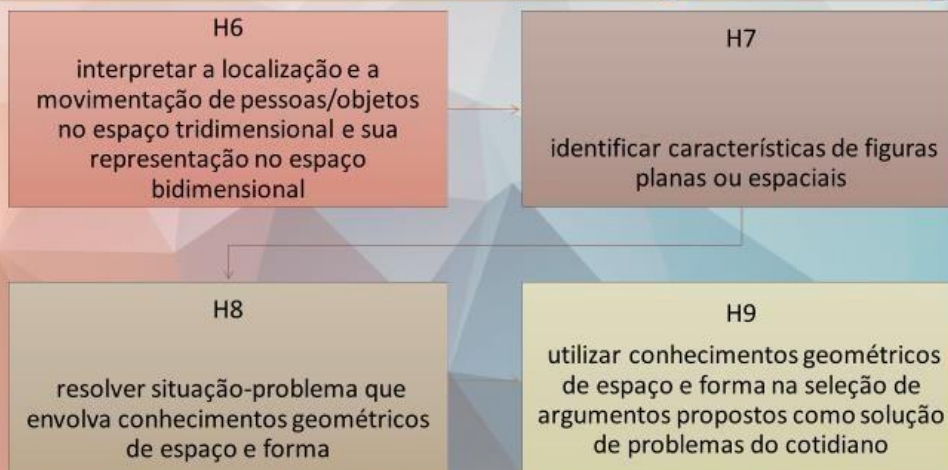 H6
interpretar a localização e a
movimentação de pessoas/objetos
no espaço tridimensional e sua
representação no espaço
bidimensional
H7
identificar características de figuras
planas ou espaciais
H8
resolver situação-problema que
envolva conhecimentos geométricos
de espaço e forma
H9
utilizar conhecimentos geométricos
de espaço e forma na seleção de
argumentos propostos como solução
de problemas do cotidiano